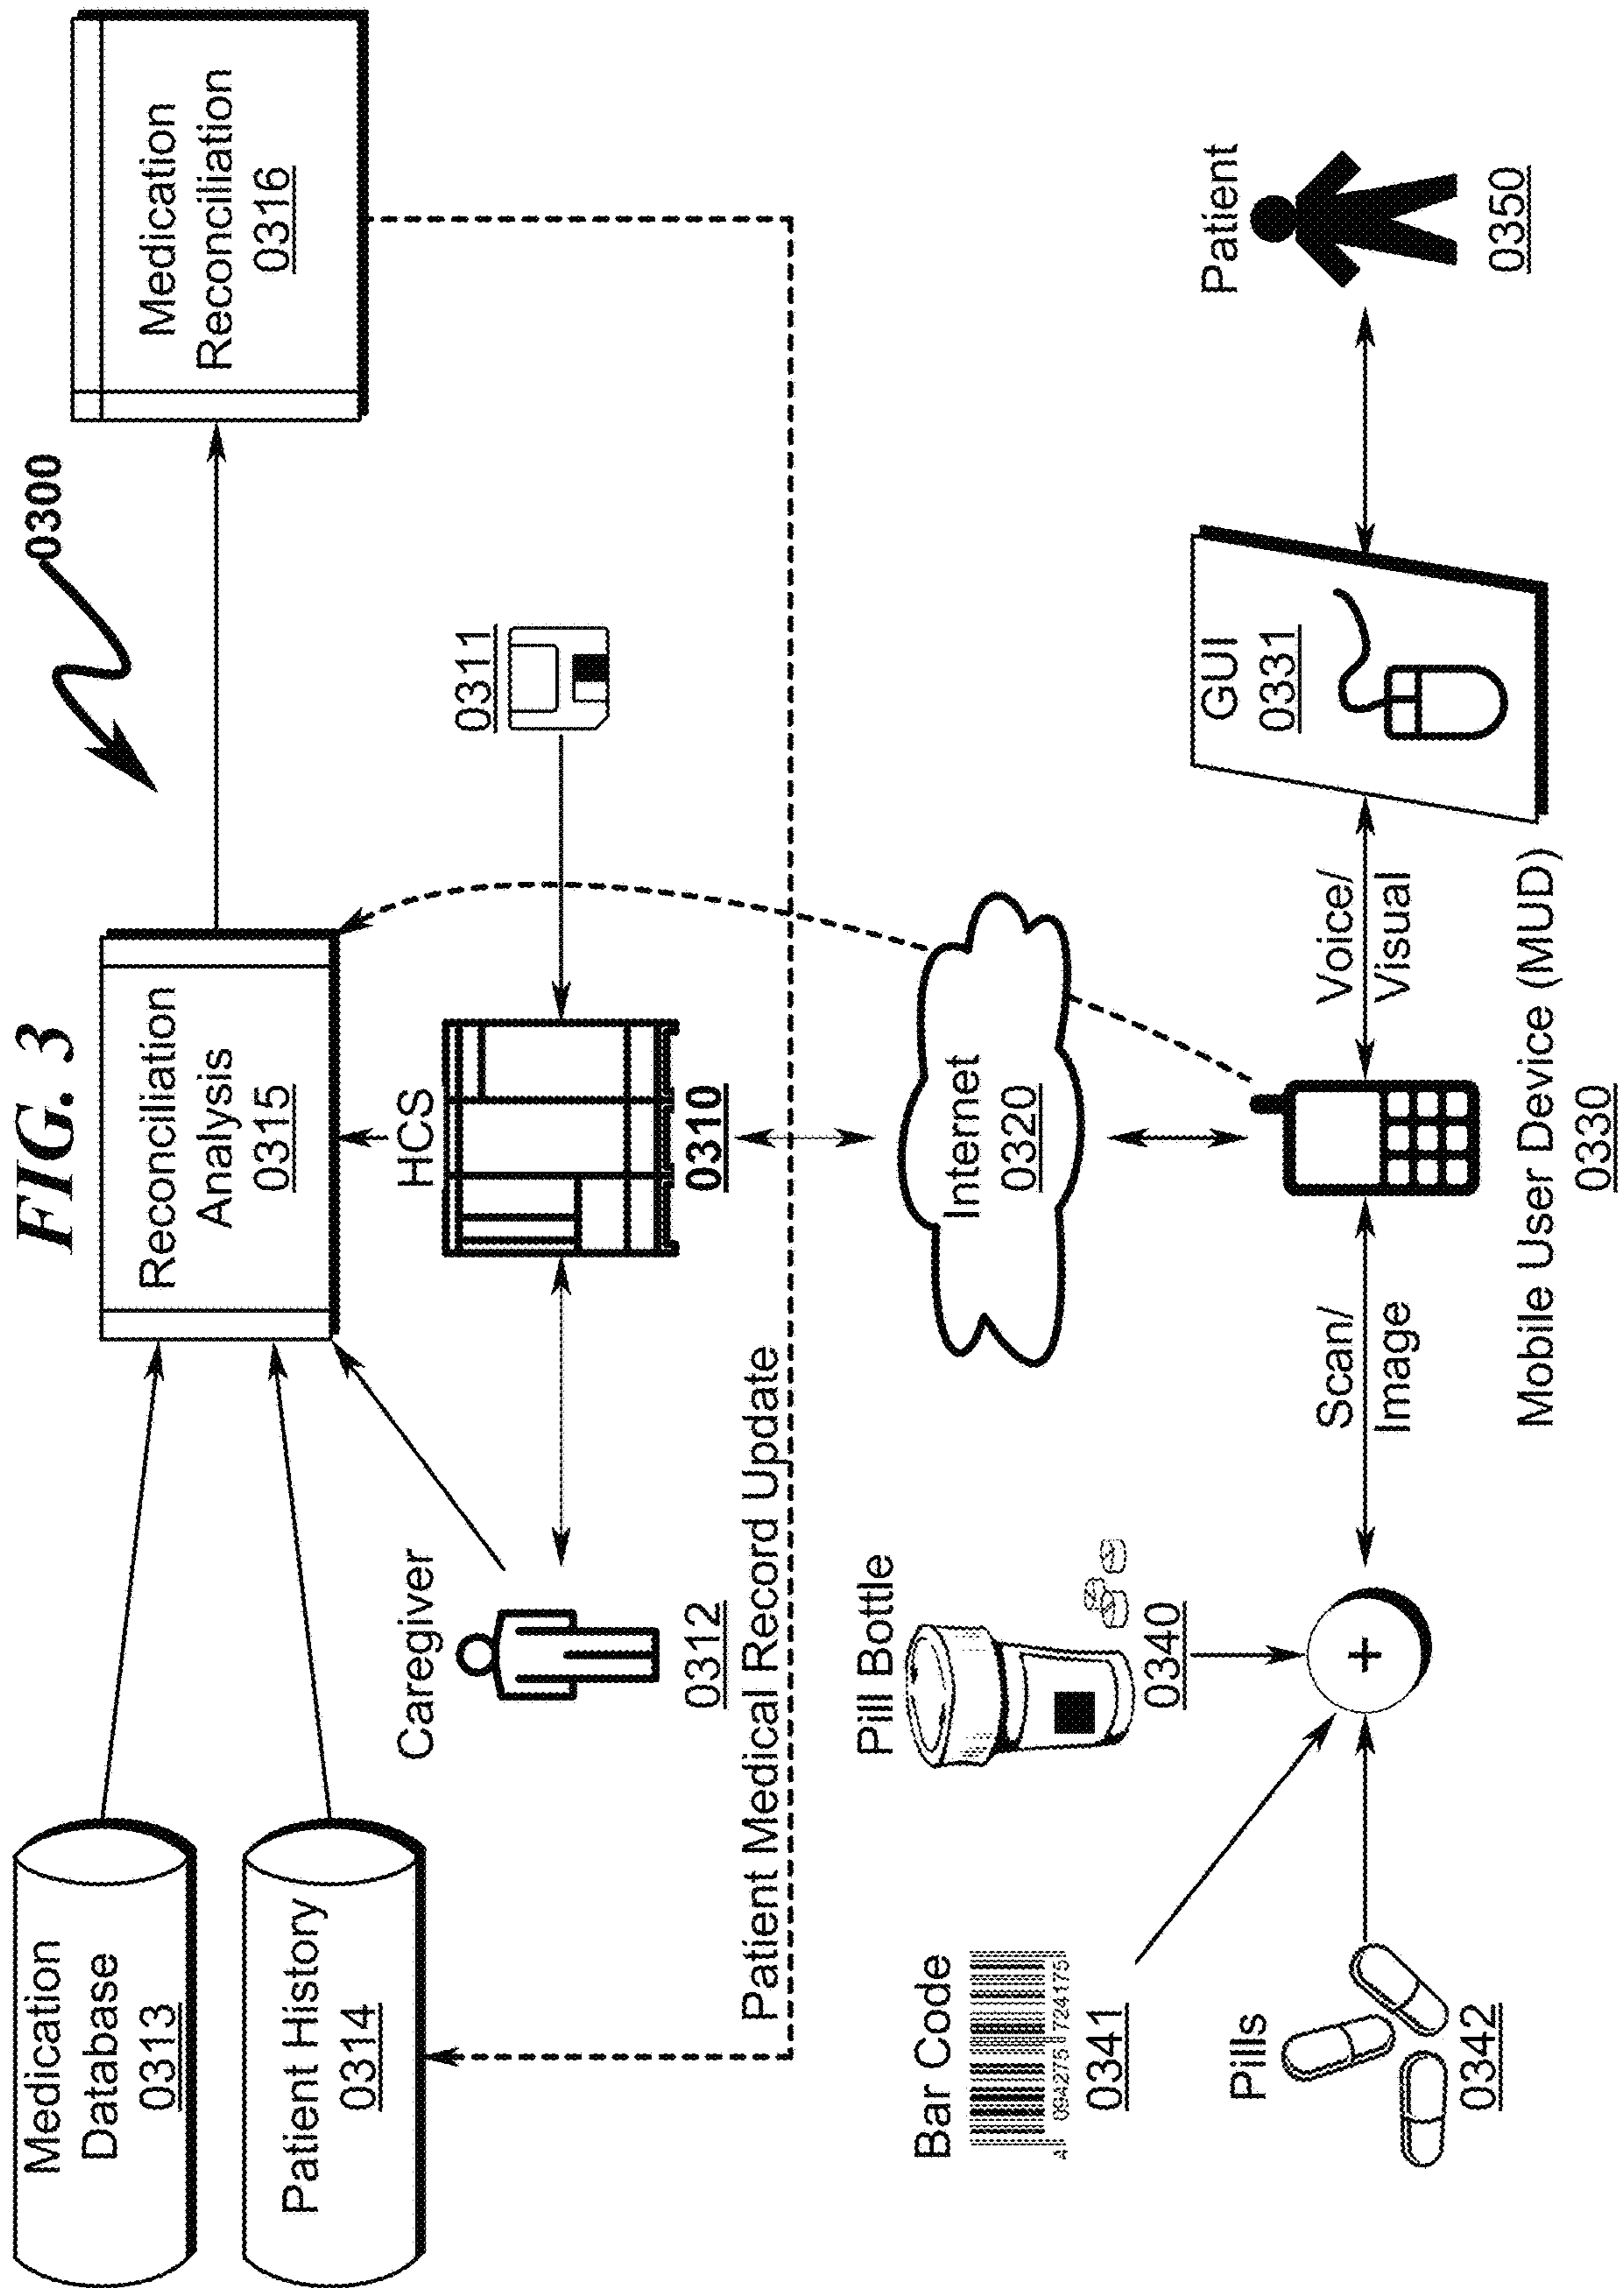 FIG. 3
0300
Medication
Database
0313
Patient History
0314
Reconciliation
Analysis
0315
Medication
Reconciliation
0316
Caregiver
0312
HCS
0310
0311
Patient Medical Record Update
Internet
0320
Bar Code
A 094275 724175
0341
Pill Bottle
0340
Pills
0342
Scan/
Image
Voice/
Visual
Mobile User Device (MUD)
0330
GUI
0331
Patient
0350